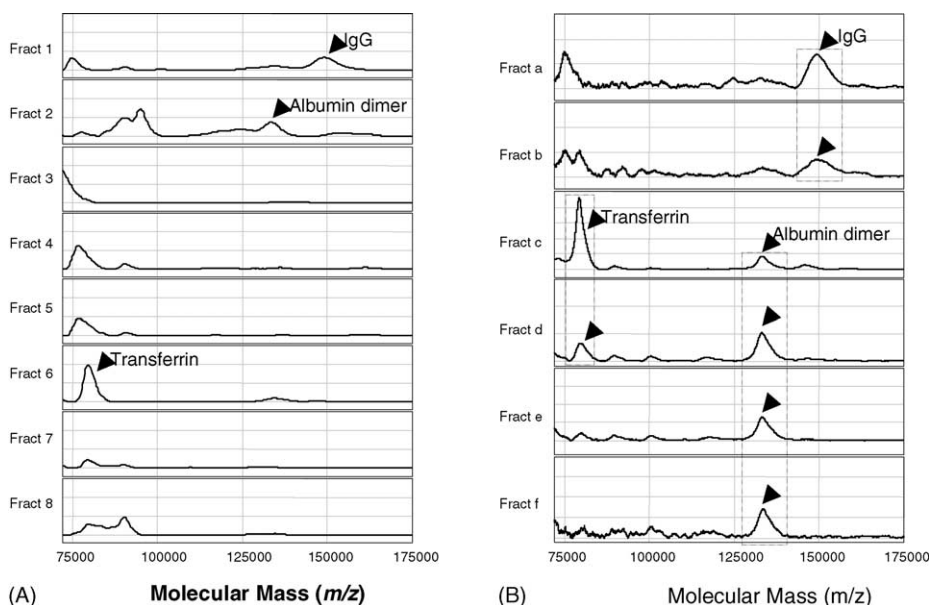 Fract 1
IgG
Fract 2
Albumin dimer
Fract 3
Fract 4
Fract 5
Fract 6
Transferrin
Fract 7
Fract 8
75000 100000 125000 150000 175000
(A) Molecular Mass (m/z)
Fract a
IgG
Fract b
Fract c
Transferrin
Albumin dimer
Fract d
Fract e
Fract f
75000 100000 125000 150000 175000
(B) Molecular Mass (m/z)